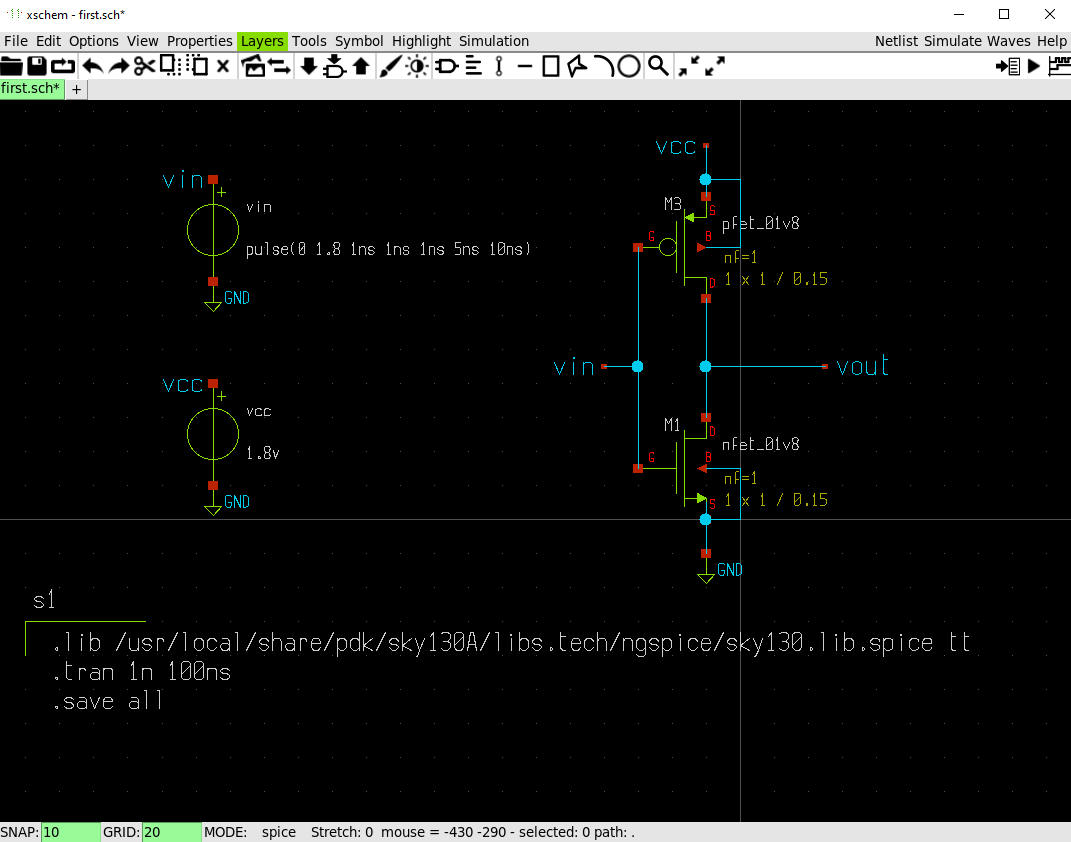 xschem - first.sch*
File Edit Options View Properties Layers Tools Symbol Highlight Simulation Netlist Simulate Waves Help
first.sch* +
vin
+
vin
pulse(0 1.8 1ns 1ns 1ns 5ns 10ns)
GND
vcc
+
vcc
1.8v
GND
vcc
M3
S
pfet_01v8
G
B
nf=1
D
1 x 1 / 0.15
vin
vout
M1
D
nfet_01v8
G
B
nf=1
S
1 x 1 / 0.15
GND
s1
.lib /usr/local/share/pdk/sky130A/libs.tech/ngspice/sky130.lib.spice tt
.tran 1n 100ns
.save all
SNAP: 10 GRID: 20 MODE: spice Stretch: 0 mouse = -430 -290 - selected: 0 path: .